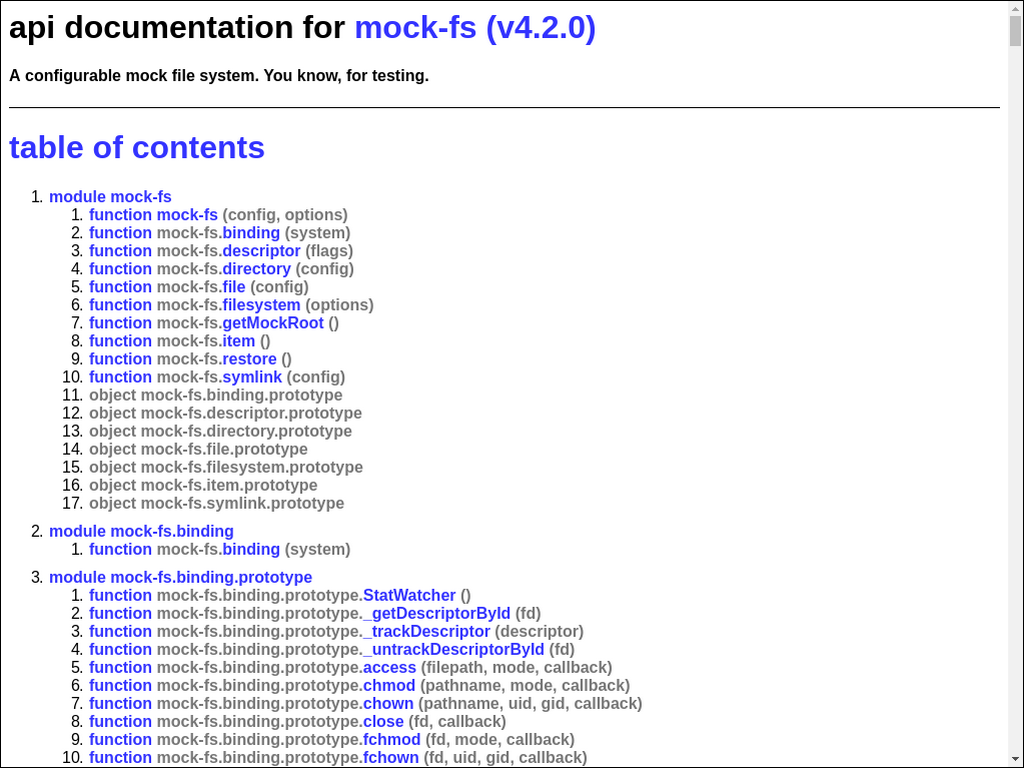 api documentation for mock-fs (v4.2.0)
A configurable mock file system. You know, for testing.
table of contents
1. module mock-fs
1. function mock-fs (config, options)
2. function mock-fs.binding (system)
3. function mock-fs.descriptor (flags)
4. function mock-fs.directory (config)
5. function mock-fs.file (config)
6. function mock-fs.filesystem (options)
7. function mock-fs.getMockRoot ()
8. function mock-fs.item ()
9. function mock-fs.restore ()
10. function mock-fs.symlink (config)
11. object mock-fs.binding.prototype
12. object mock-fs.descriptor.prototype
13. object mock-fs.directory.prototype
14. object mock-fs.file.prototype
15. object mock-fs.filesystem.prototype
16. object mock-fs.item.prototype
17. object mock-fs.symlink.prototype
2. module mock-fs.binding
1. function mock-fs.binding (system)
3. module mock-fs.binding.prototype
1. function mock-fs.binding.prototype.StatWatcher ()
2. function mock-fs.binding.prototype._getDescriptorById (fd)
3. function mock-fs.binding.prototype._trackDescriptor (descriptor)
4. function mock-fs.binding.prototype._untrackDescriptorById (fd)
5. function mock-fs.binding.prototype.access (filepath, mode, callback)
6. function mock-fs.binding.prototype.chmod (pathname, mode, callback)
7. function mock-fs.binding.prototype.chown (pathname, uid, gid, callback)
8. function mock-fs.binding.prototype.close (fd, callback)
9. function mock-fs.binding.prototype.fchmod (fd, mode, callback)
10. function mock-fs.binding.prototype.fchown (fd, uid, gid, callback)